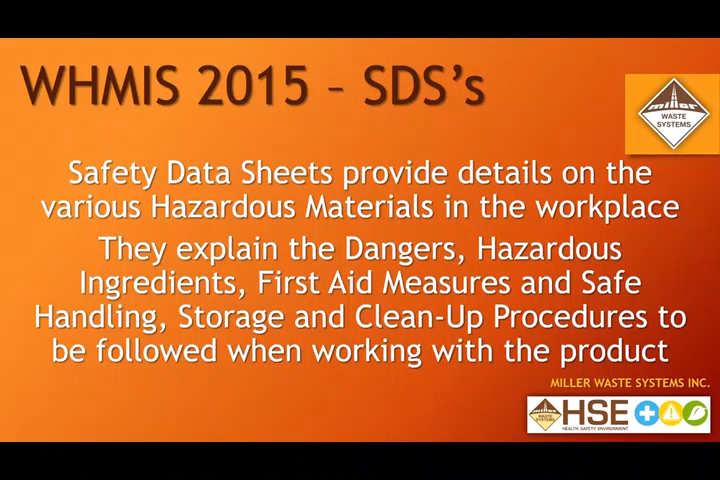 WHMIS 2015 – SDS's
miller
WASTE
SYSTEMS
Safety Data Sheets provide details on the
various Hazardous Materials in the workplace
They explain the Dangers, Hazardous
Ingredients, First Aid Measures and Safe
Handling, Storage and Clean-Up Procedures to
be followed when working with the product
MILLER WASTE SYSTEMS INC.
WASTE
SYSTEMS
HSE
HEALTH SAFETY ENVIRONMENT